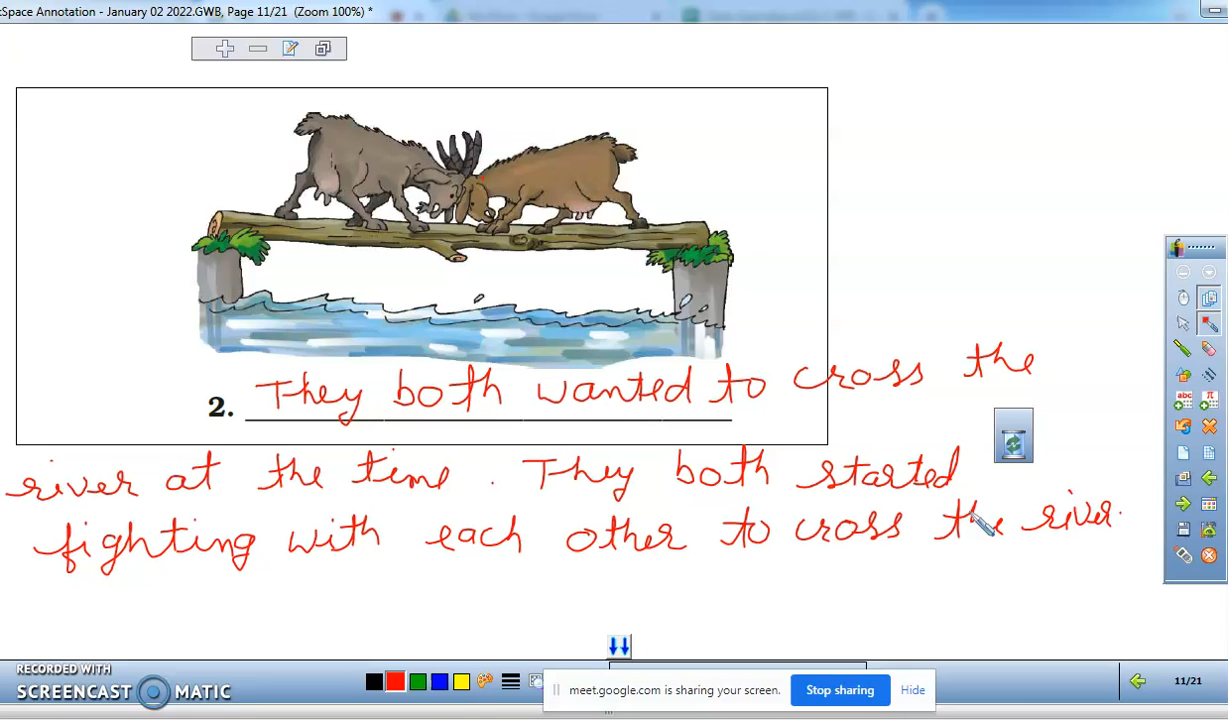 tSpace Annotation - January 02 2022.GWB, Page 11/21 (Zoom 100%) *
2. They both wanted to cross the
river at the time. They both started
fighting with each other to cross the river.
abc
π
RECORDED WITH
SCREENCAST MATIC
meet.google.com is sharing your screen.
Stop sharing
Hide
11/21